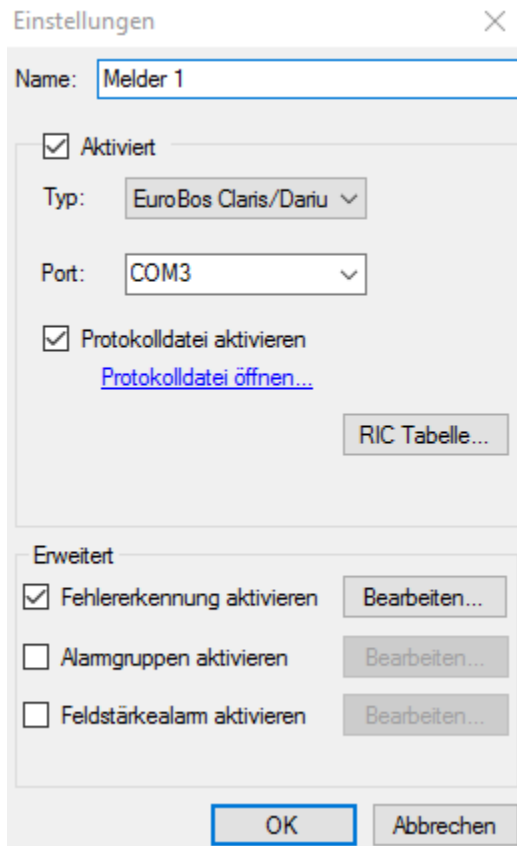 Einstellungen
Name: Melder 1
Aktiviert
Typ: EuroBos Claris/Dariu
Port: COM3
Protokolldatei aktivieren
Protokolldatei öffnen...
RIC Tabelle...
Erweitert
Fehlererkennung aktivieren Bearbeiten...
Alarmgruppen aktivieren Bearbeiten...
Feldstärkealarm aktivieren Bearbeiten...
OK Abbrechen